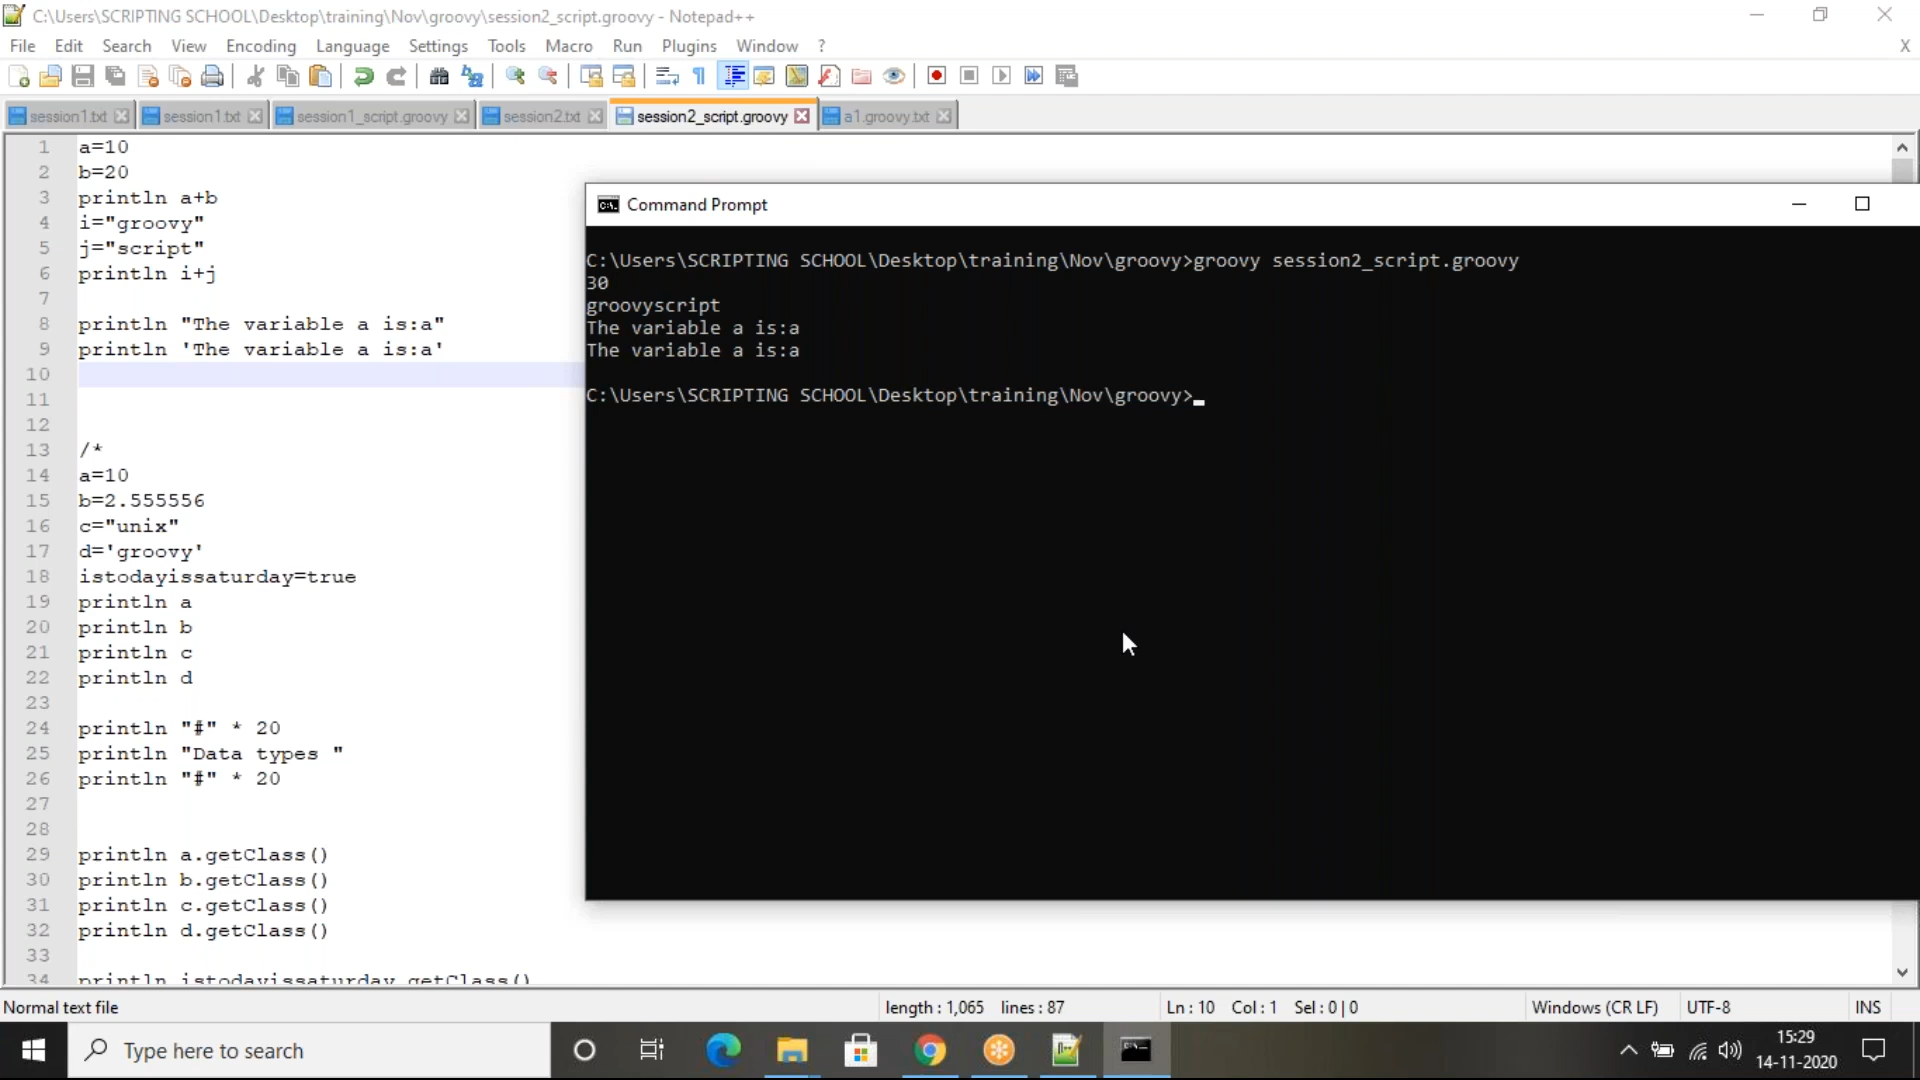 C:\Users\SCRIPTING SCHOOL\Desktop\training\Nov\groovy\session2_script.groovy - Notepad++
File Edit Search View Encoding Language Settings Tools Macro Run Plugins Window ? X
session1.txt session1.txt session1_script.groovy session2.txt session2_script.groovy a1.groovy.txt
1 a=10
2 b=20
3 println a+b
4 i="groovy"
5 j="script"
6 println i+j
7
8 println "The variable a is:a"
9 println 'The variable a is:a'
10
11
12
13 /*
14 a=10
15 b=2.555556
16 c="unix"
17 d='groovy'
18 istodayissaturday=true
19 println a
20 println b
21 println c
22 println d
23
24 println "#" * 20
25 println "Data types "
26 println "#" * 20
27
28
29 println a.getClass()
30 println b.getClass()
31 println c.getClass()
32 println d.getClass()
33
34 println istodayissaturday.getClass()
Command Prompt
C:\Users\SCRIPTING SCHOOL\Desktop\training\Nov\groovy>groovy session2_script.groovy
30
groovyscript
The variable a is:a
The variable a is:a
C:\Users\SCRIPTING SCHOOL\Desktop\training\Nov\groovy>
Normal text file length : 1,065 lines : 87 Ln : 10 Col : 1 Sel : 0 | 0 Windows (CR LF) UTF-8 INS
Type here to search
15:29
14-11-2020